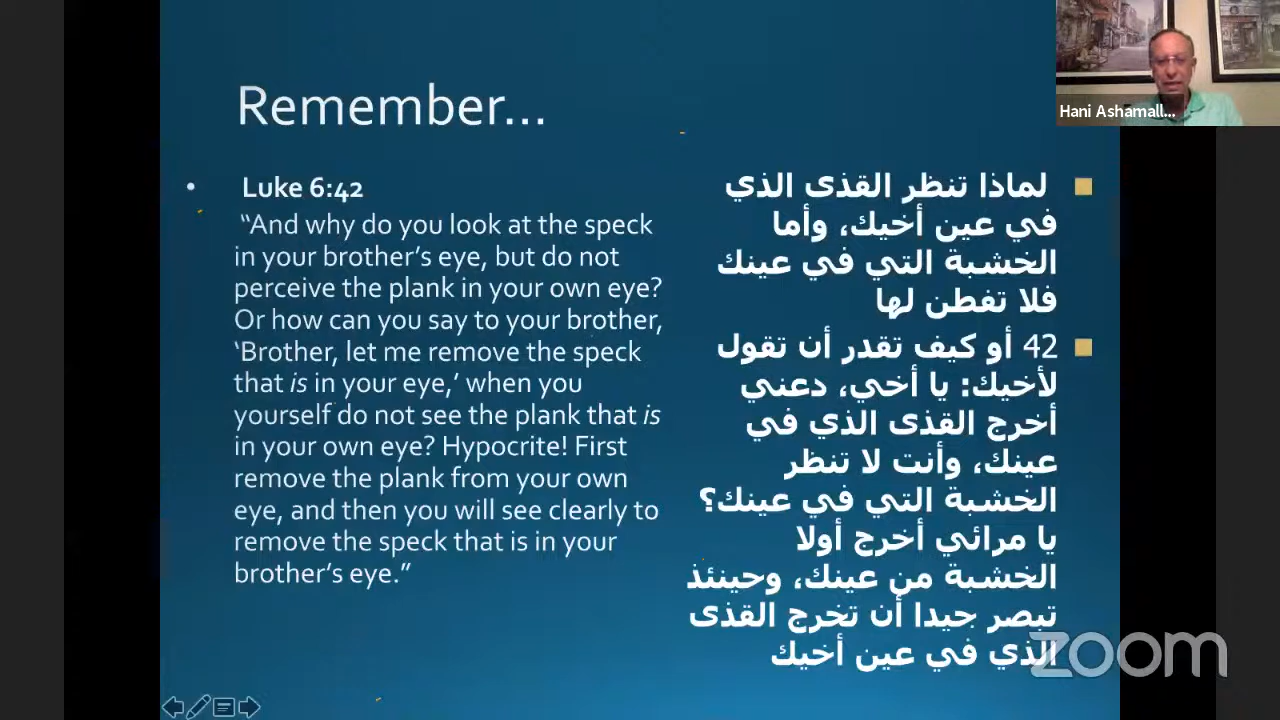 Remember...
Hani Ashamall...
• Luke 6:42
“And why do you look at the speck
in your brother’s eye, but do not
perceive the plank in your own eye?
Or how can you say to your brother,
‘Brother, let me remove the speck
that is in your eye,’ when you
yourself do not see the plank that is
in your own eye? Hypocrite! First
remove the plank from your own
eye, and then you will see clearly to
remove the speck that is in your
brother’s eye.”
لماذا تنظر القذى الذي
في عين أخيك، وأما
الخشبة التي في عينك
فلا تفطن لها
42 أو كيف تقدر أن تقول
لأخيك: يا أخي، دعني
أخرج القذى الذي في
عينك، وأنت لا تنظر
الخشبة التي في عينك؟
يا مرائي أخرج أولا
الخشبة من عينك، وحينئذ
تبصر جيدا أن تخرج القذى
الذي في عين أخيك
zoom